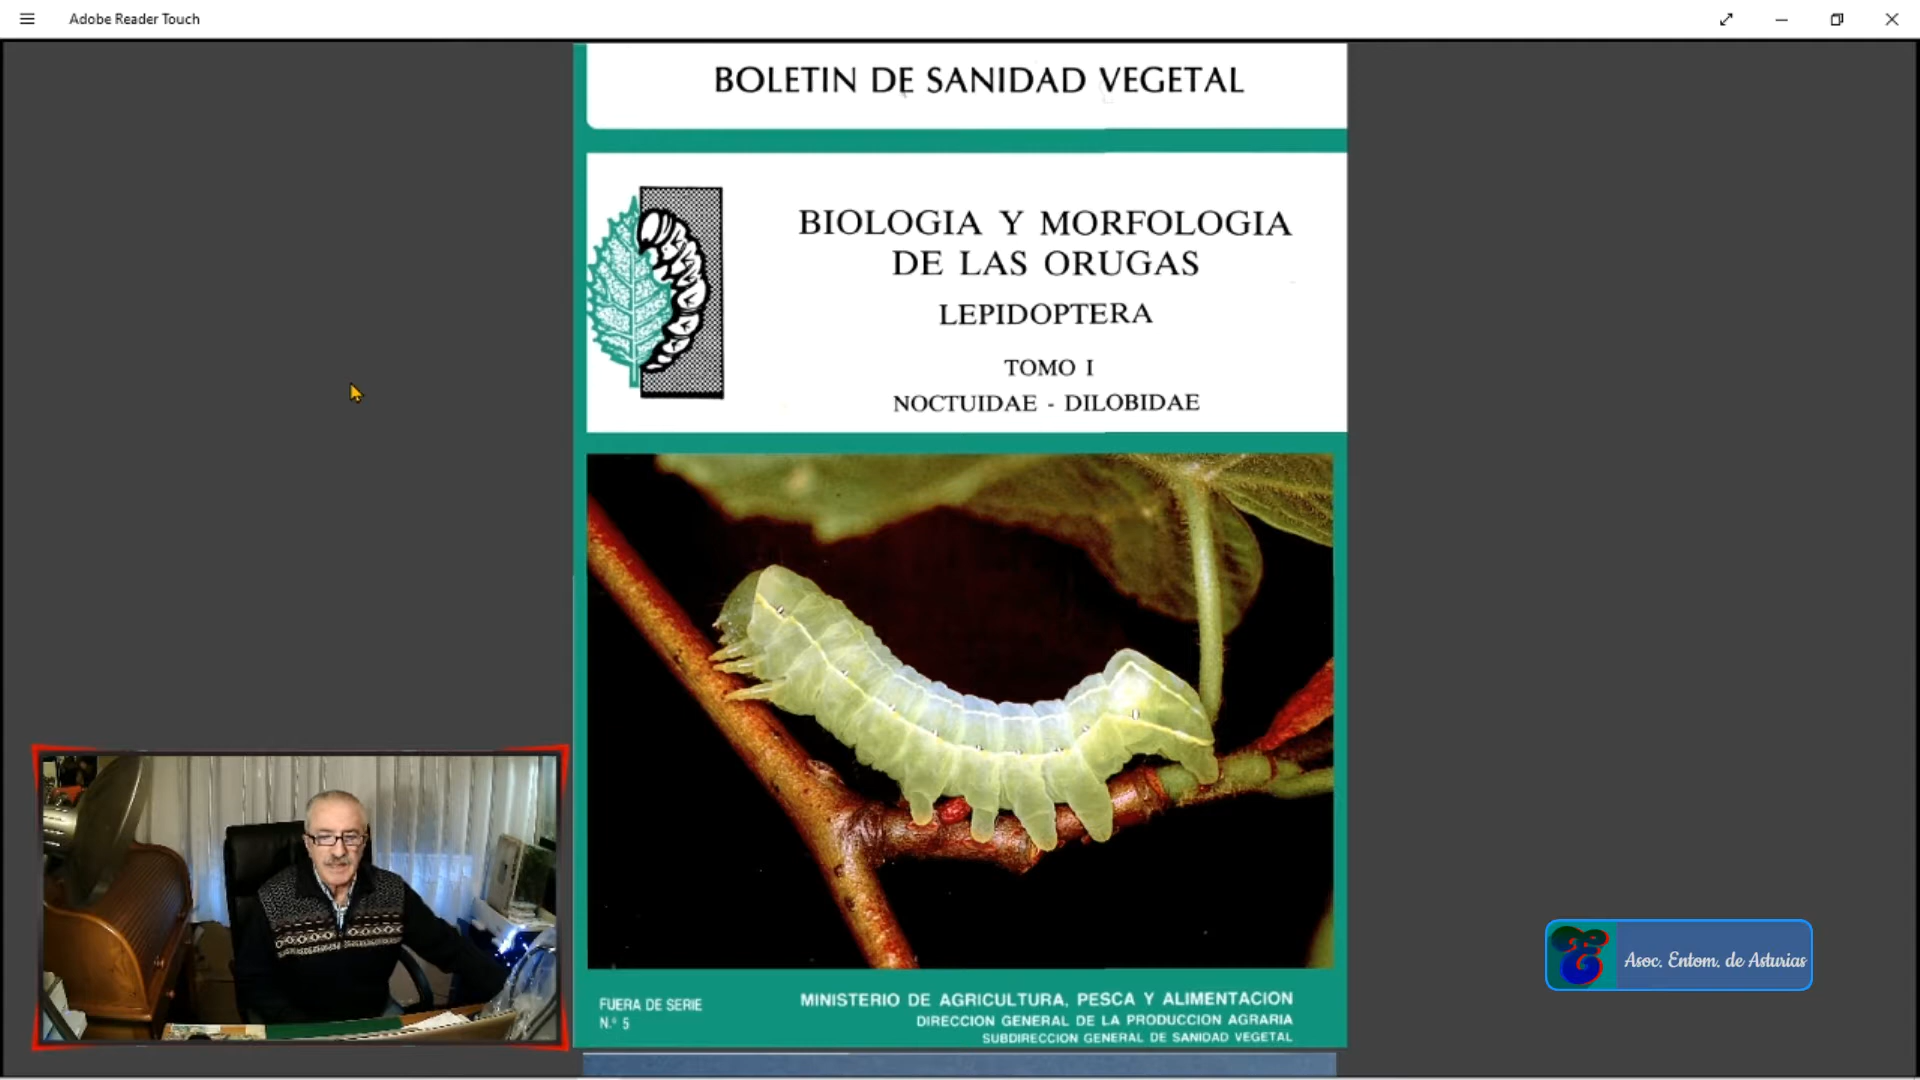 Adobe Reader Touch
BOLETIN DE SANIDAD VEGETAL
BIOLOGIA Y MORFOLOGIA
DE LAS ORUGAS
LEPIDOPTERA
TOMO I
NOCTUIDAE - DILOBIDAE
FUERA DE SERIE
N.º 5
MINISTERIO DE AGRICULTURA, PESCA Y ALIMENTACION
DIRECCION GENERAL DE LA PRODUCCION AGRARIA
SUBDIRECCION GENERAL DE SANIDAD VEGETAL
Asoc. Entom. de Asturias